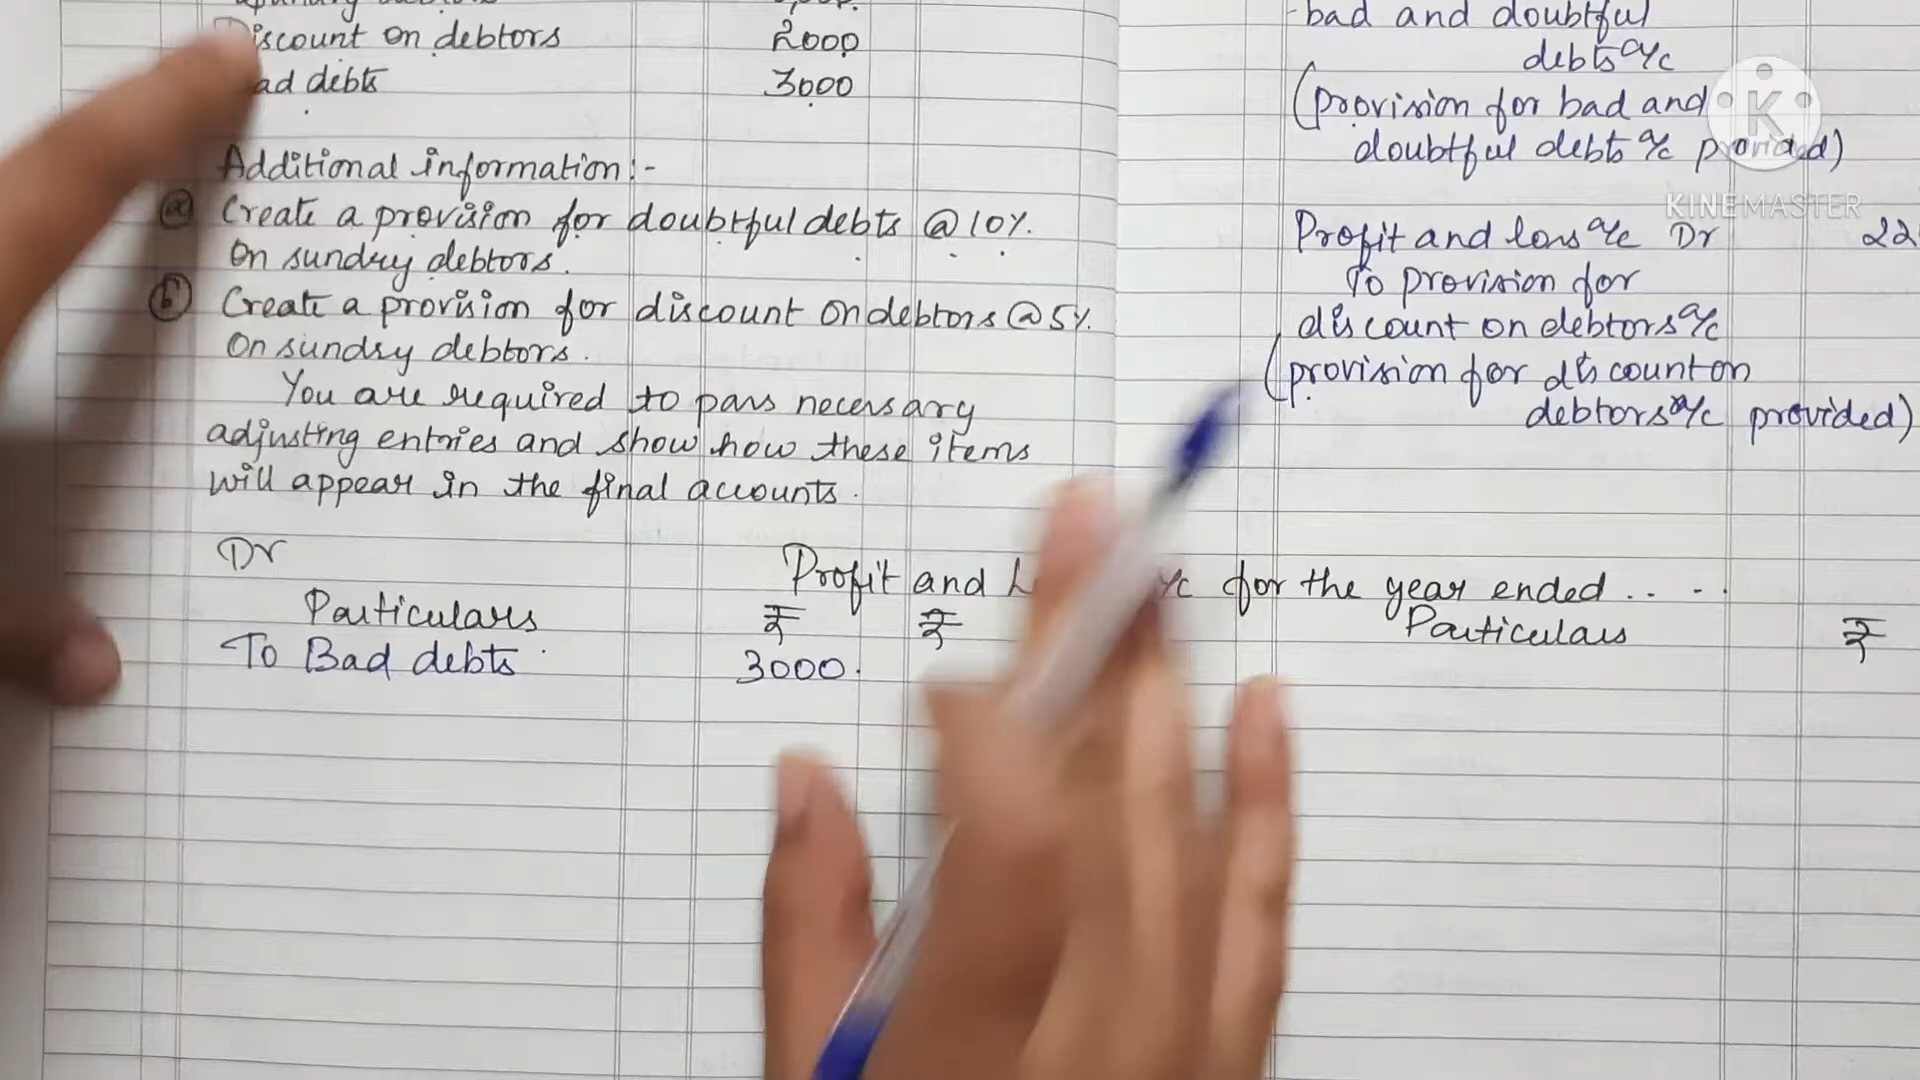 Discount on debtors 2000
ad debts 3000
Additional information:-
(a) Create a provision for doubtful debts @ 10%.
On sundry debtors.
(b) Create a provision for discount on debtors @ 5%.
On sundry debtors.
You are required to pass necessary
adjusting entries and show how these items
will appear in the final accounts.
bad and doubtful
debts a/c
(provision for bad and
doubtful debts a/c provided)
Profit and loss a/c Dr 22
To provision for
discount on debtors a/c
(provision for discount on
debtors a/c provided)
K
KINEMASTER
Dr Profit and L a/c for the year ended .. ..
Particulars ₹ ₹ Particulars ₹
To Bad debts 3000.